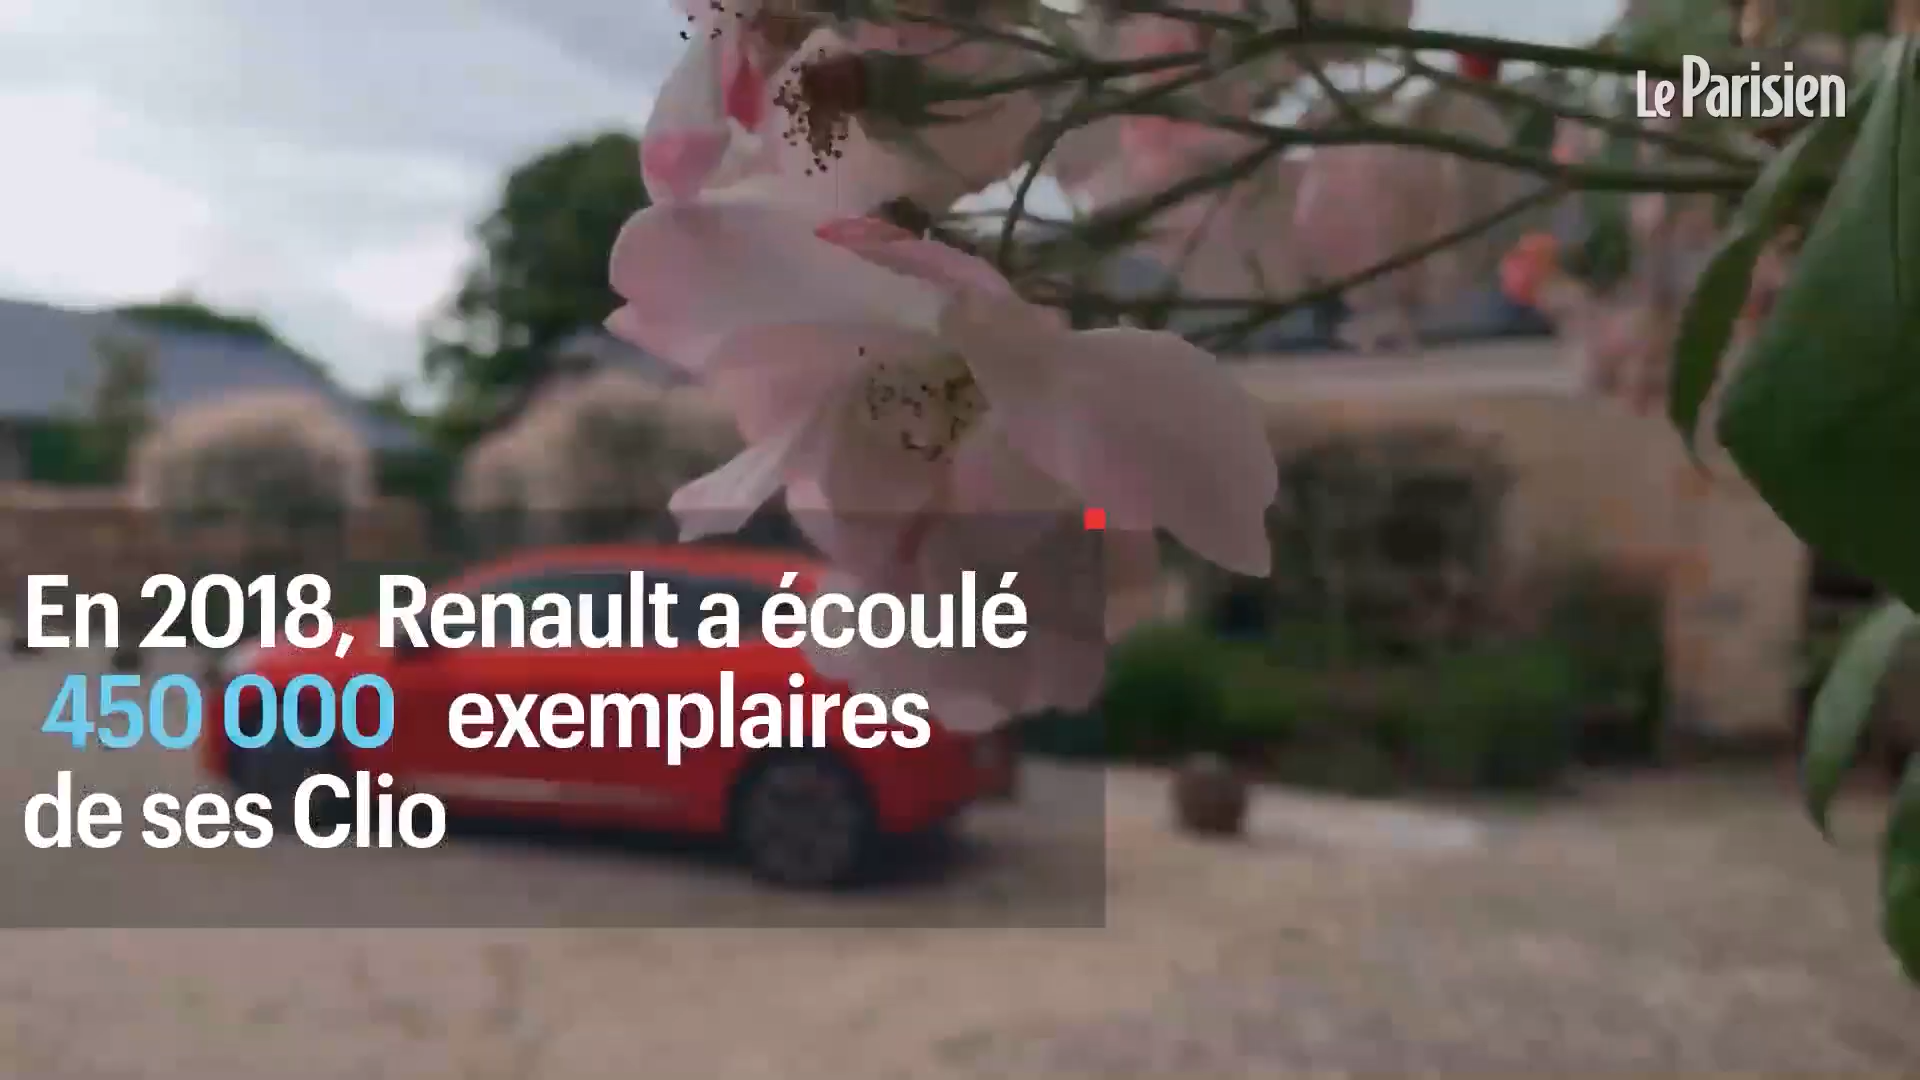 Le Parisien
En 2018, Renault a écoulé
450 000 exemplaires
de ses Clio